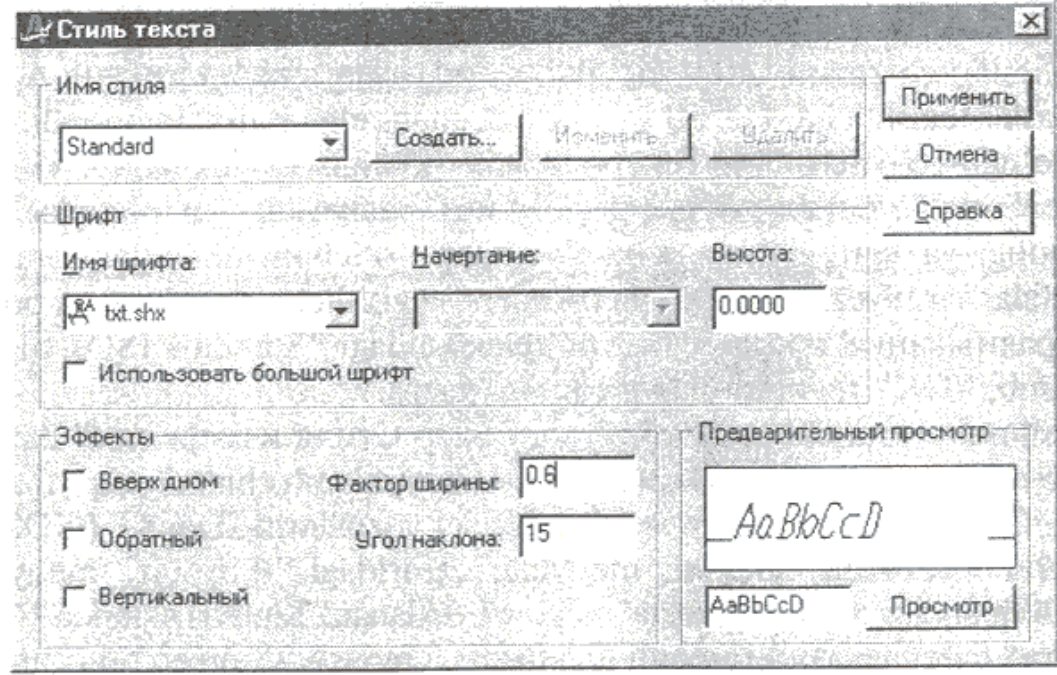 Стиль текста
Имя стиля
Standard
Создать...
Изменить
Удалить
Применить
Отмена
Справка
Шрифт
Имя шрифта:
Начертание:
Высота:
txt.shx
0.0000
Использовать большой шрифт
Эффекты
Вверх дном
Фактор ширины:
0.6
Обратный
Угол наклона:
15
Вертикальный
Предварительный просмотр
AaBbCcD
AaBbCcD
Просмотр